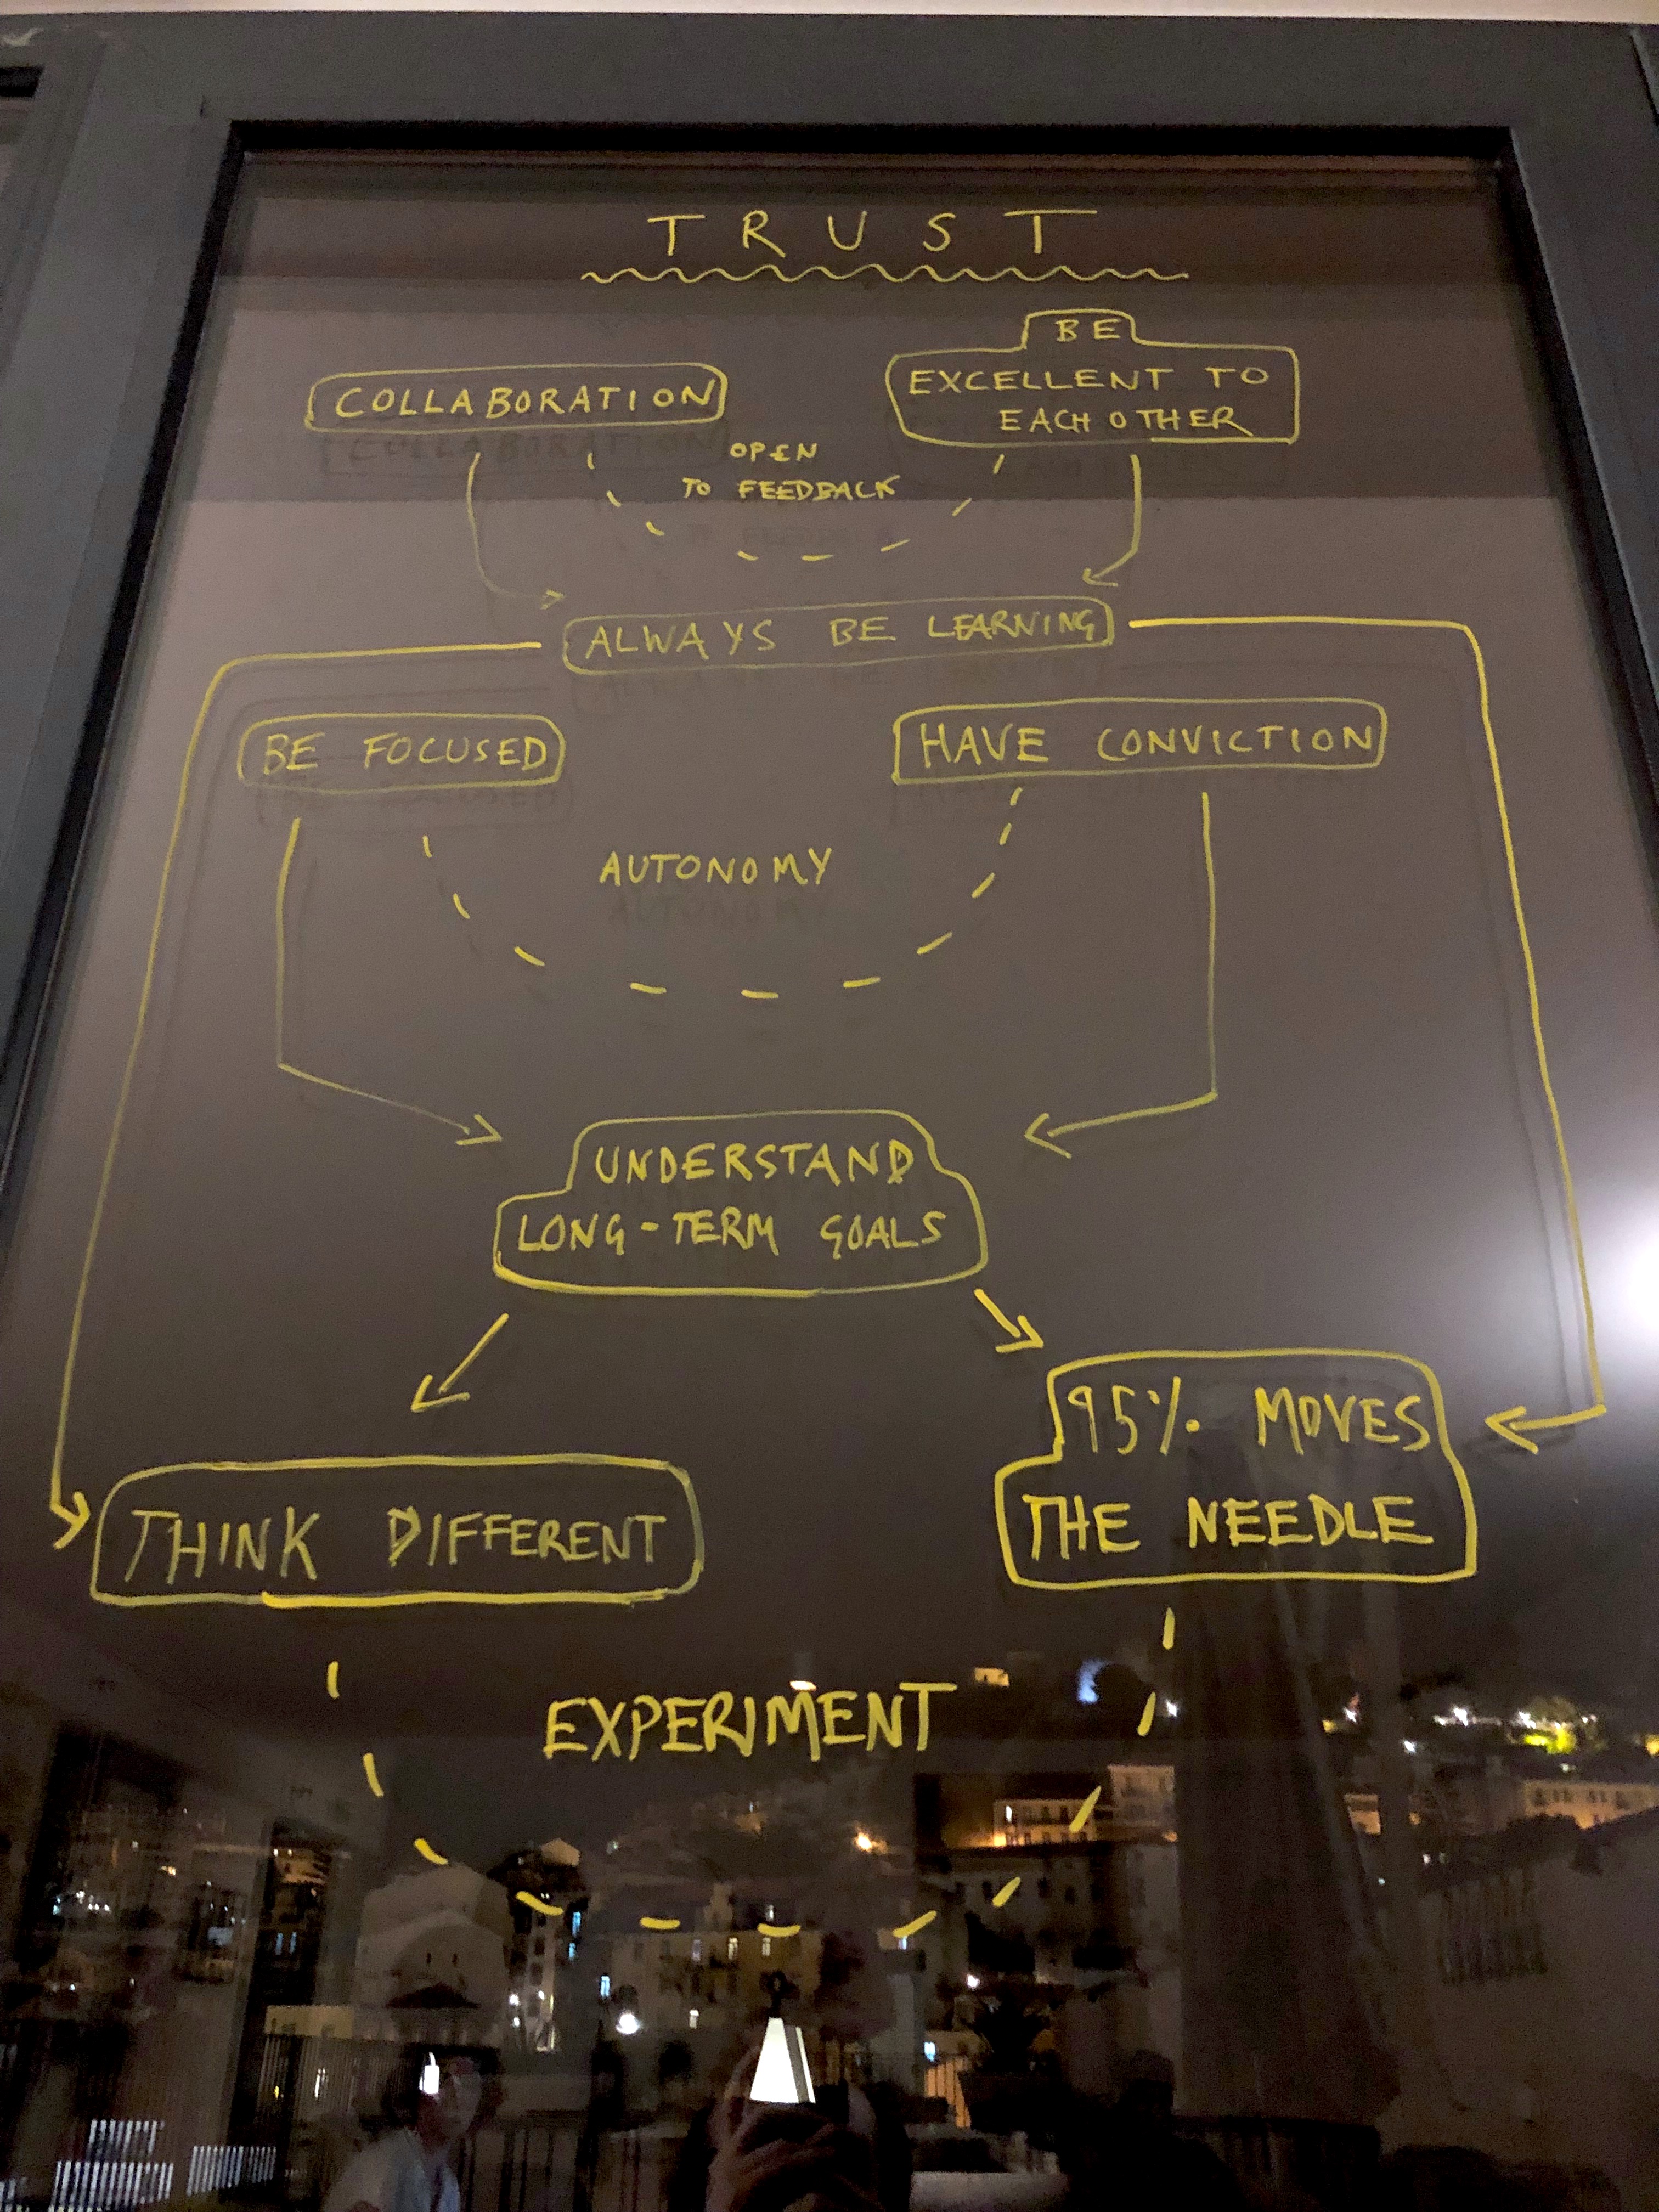 TRUST
COLLABORATION
BE
EXCELLENT TO
EACH OTHER
OPEN
TO FEEDBACK
ALWAYS BE LEARNING
BE FOCUSED
HAVE CONVICTION
AUTONOMY
UNDERSTAND
LONG-TERM GOALS
THINK DIFFERENT
95% MOVES
THE NEEDLE
EXPERIMENT